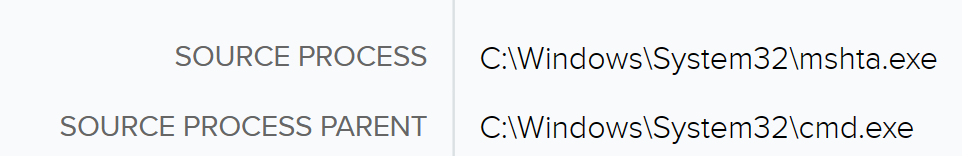 SOURCE PROCESS C:\Windows\System32\mshta.exe
SOURCE PROCESS PARENT C:\Windows\System32\cmd.exe